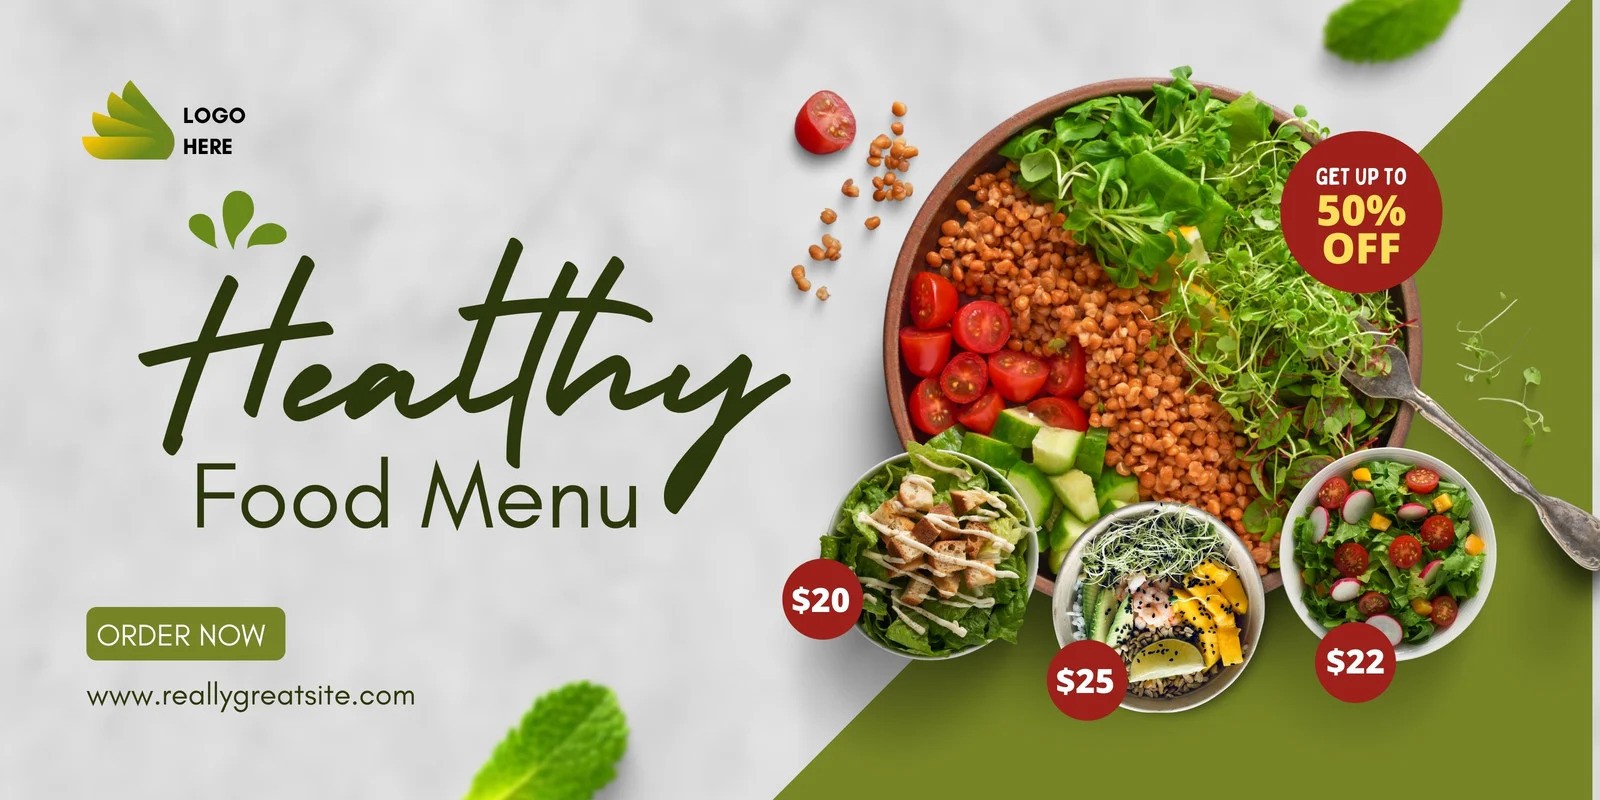 LOGO
HERE
Healthy
Food Menu
ORDER NOW
www.reallygreatsite.com
GET UP TO
50%
OFF
$20
$25
$22